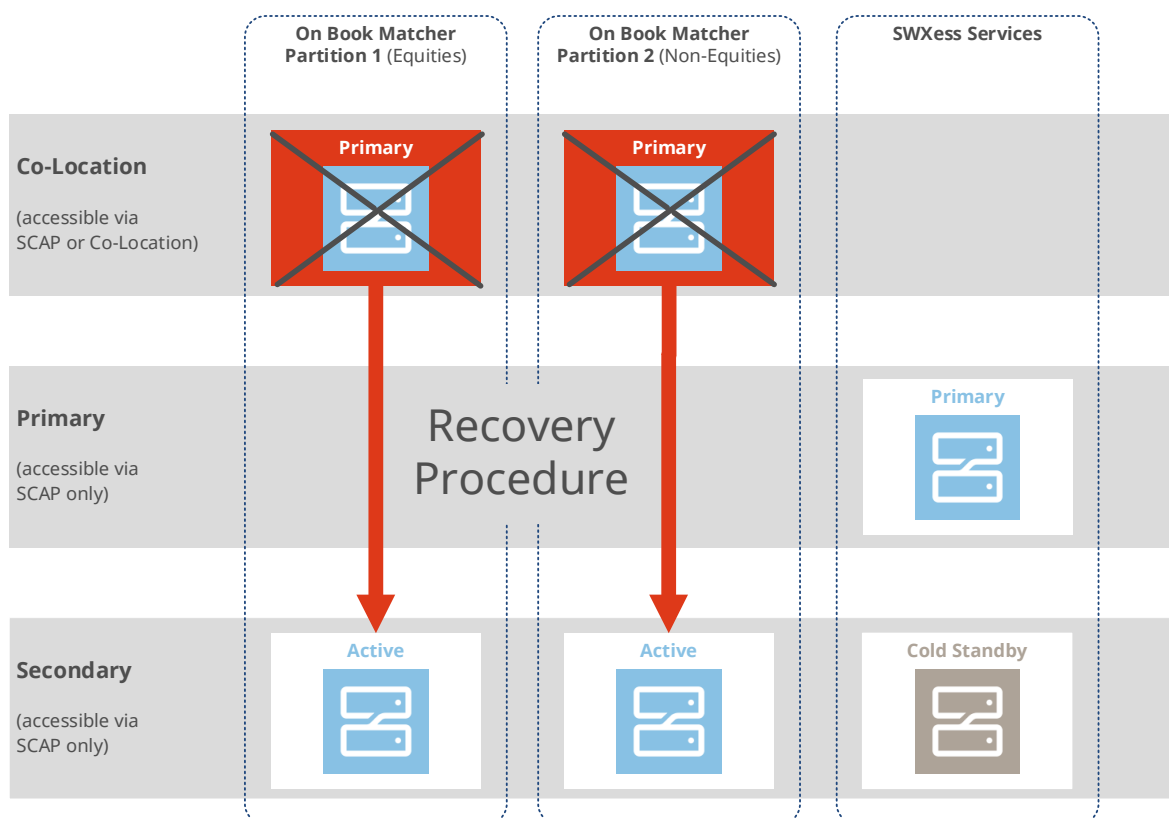 On Book Matcher
Partition 1 (Equities)
On Book Matcher
Partition 2 (Non-Equities)
SWXess Services
Co-Location
(accessible via
SCAP or Co-Location)
Primary
Primary
Primary
(accessible via
SCAP only)
Recovery
Procedure
Primary
Secondary
(accessible via
SCAP only)
Active
Active
Cold Standby